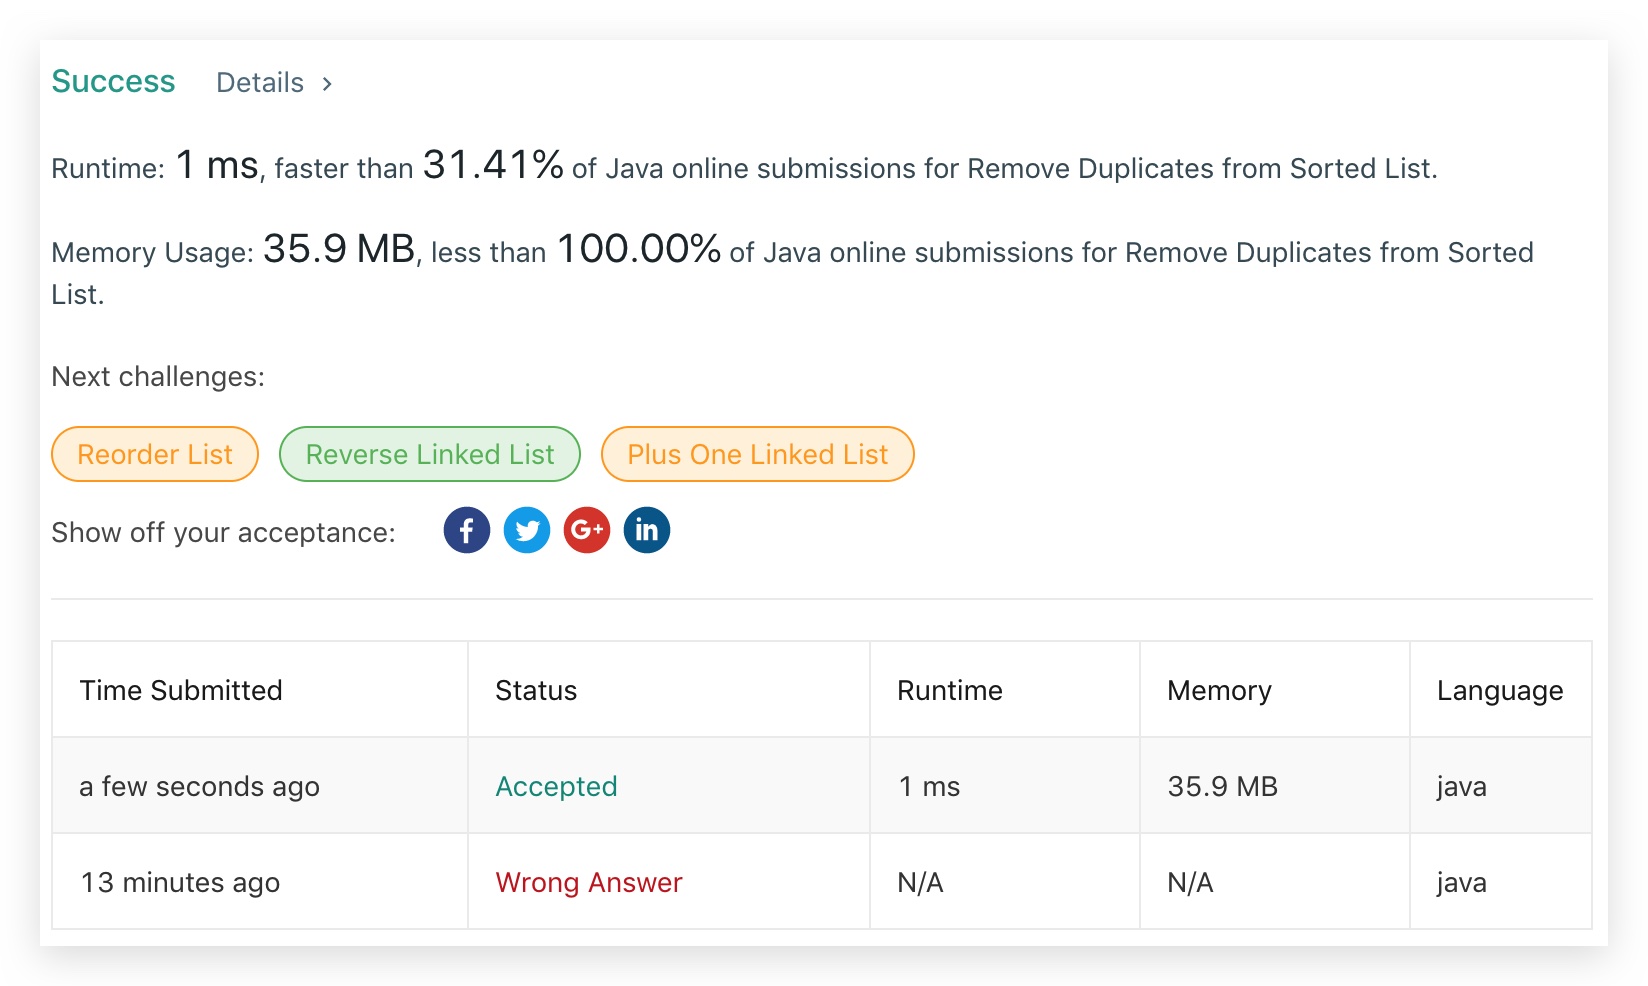 Success Details >
Runtime: 1 ms, faster than 31.41% of Java online submissions for Remove Duplicates from Sorted List.
Memory Usage: 35.9 MB, less than 100.00% of Java online submissions for Remove Duplicates from Sorted
List.
Next challenges:
Reorder List Reverse Linked List Plus One Linked List
Show off your acceptance: f G+ in
Time Submitted Status Runtime Memory Language
a few seconds ago Accepted 1 ms 35.9 MB java
13 minutes ago Wrong Answer N/A N/A java